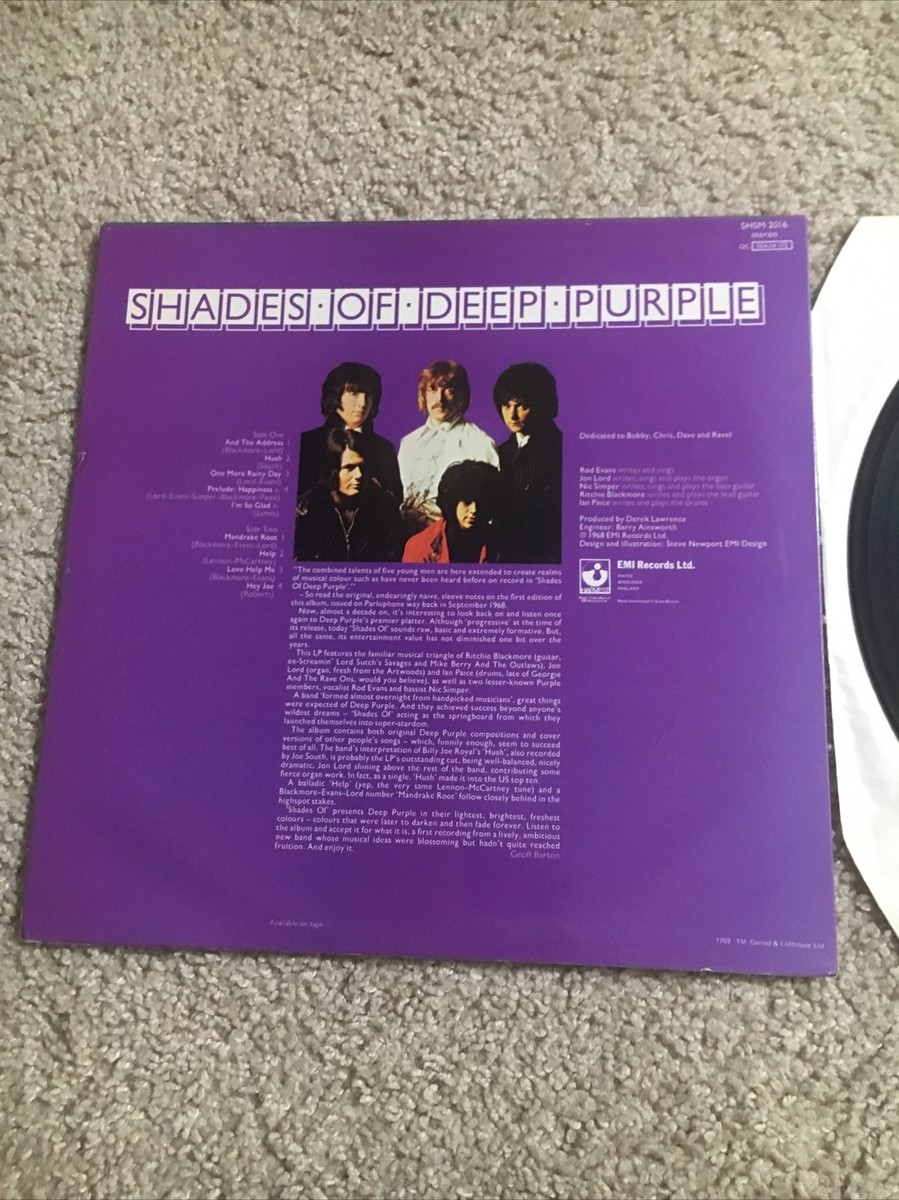 SHSM 2016
stereo
OC
SHADES·OF·DEEP·PURPLE
Side One
And The Address 1
(Blackmore–Lord)
Hush 2
(South)
One More Rainy Day 3
(Lord–Evans)
Prelude: Happiness a. 4
(Lord–Evans–Simper–Blackmore–Paice)
I'm So Glad b.
(James)
Side Two
Mandrake Root 1
(Blackmore–Evans–Lord)
Help 2
(Lennon–McCartney)
Love Help Me 3
(Blackmore–Evans)
Hey Joe 4
(Roberts)
Dedicated to Bobby, Chris, Dave and Ravel
Rod Evans writes and sings
Jon Lord writes, sings and plays the organ
Nic Simper writes, sings and plays the bass guitar
Ritchie Blackmore writes and plays the lead guitar
Ian Paice writes and plays the drums
Produced by Derek Lawrence
Engineer: Barry Ainsworth
℗ 1968 EMI Records Ltd.
Design and illustration: Steve Newport EMI Design
EMI Records Ltd.
HAYES
MIDDLESEX
ENGLAND
HARVEST
"The combined talents of five young men are here extended to create realms
of musical colour such as have never been heard before on record in 'Shades
Of Deep Purple'."
– So read the original, endearingly naive, sleeve notes on the first edition of
this album, issued on Parlophone way back in September 1968.
Now, almost a decade on, it's interesting to look back on and listen once
again to Deep Purple's premier platter. Although 'progressive' at the time of
its release, today 'Shades Of' sounds raw, basic and extremely formative. But,
all the same, its entertainment value has not diminished one bit over the
years.
This LP features the familiar musical triangle of Ritchie Blackmore (guitar,
ex-Screamin' Lord Sutch's Savages and Mike Berry And The Outlaws), Jon
Lord (organ, fresh from the Artwoods) and Ian Paice (drums, late of Georgie
And The Rave Ons, would you believe), as well as two lesser-known Purple
members, vocalist Rod Evans and bassist Nic Simper.
A band 'formed almost overnight from handpicked musicians', great things
were expected of Deep Purple. And they achieved success beyond anyone's
wildest dreams – 'Shades Of' acting as the springboard from which they
launched themselves into super-stardom.
The album contains both original Deep Purple compositions and cover
versions of other people's songs – which, funnily enough, seem to succeed
best of all. The band's interpretation of Billy Joe Royal's 'Hush', also recorded
by Joe South, is probably the LP's outstanding cut, being well-balanced, nicely
dramatic, Jon Lord shining above the rest of the band, contributing some
fierce organ work. In fact, as a single, 'Hush' made it into the US top ten.
A balladic 'Help' (yep, the very same Lennon–McCartney tune) and a
Blackmore–Evans–Lord number 'Mandrake Root' follow closely behind in the
highspot stakes.
'Shades Of' presents Deep Purple in their lightest, brightest, freshest
colours – colours that were later to darken and then fade forever. Listen to
the album and accept it for what it is, a first recording from a lively, ambitious
new band whose musical ideas were blossoming but hadn't quite reached
fruition. And enjoy it.
Geoff Barton
Available on tape
7702 TM Garrod & Lofthouse Ltd